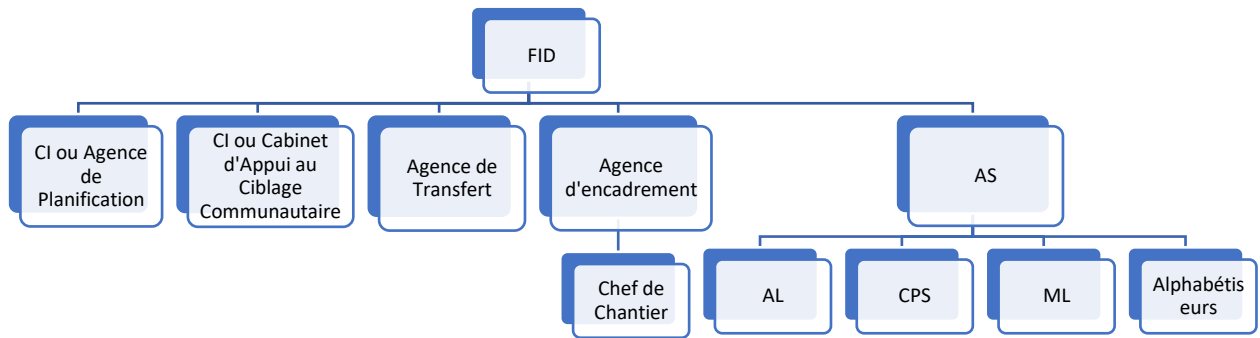 FID
CI ou Agence
de
Planification
CI ou Cabinet
d'Appui au
Ciblage
Communautaire
Agence de
Transfert
Agence
d'encadrement
AS
Chef de
Chantier
AL
CPS
ML
Alphabétis
eurs